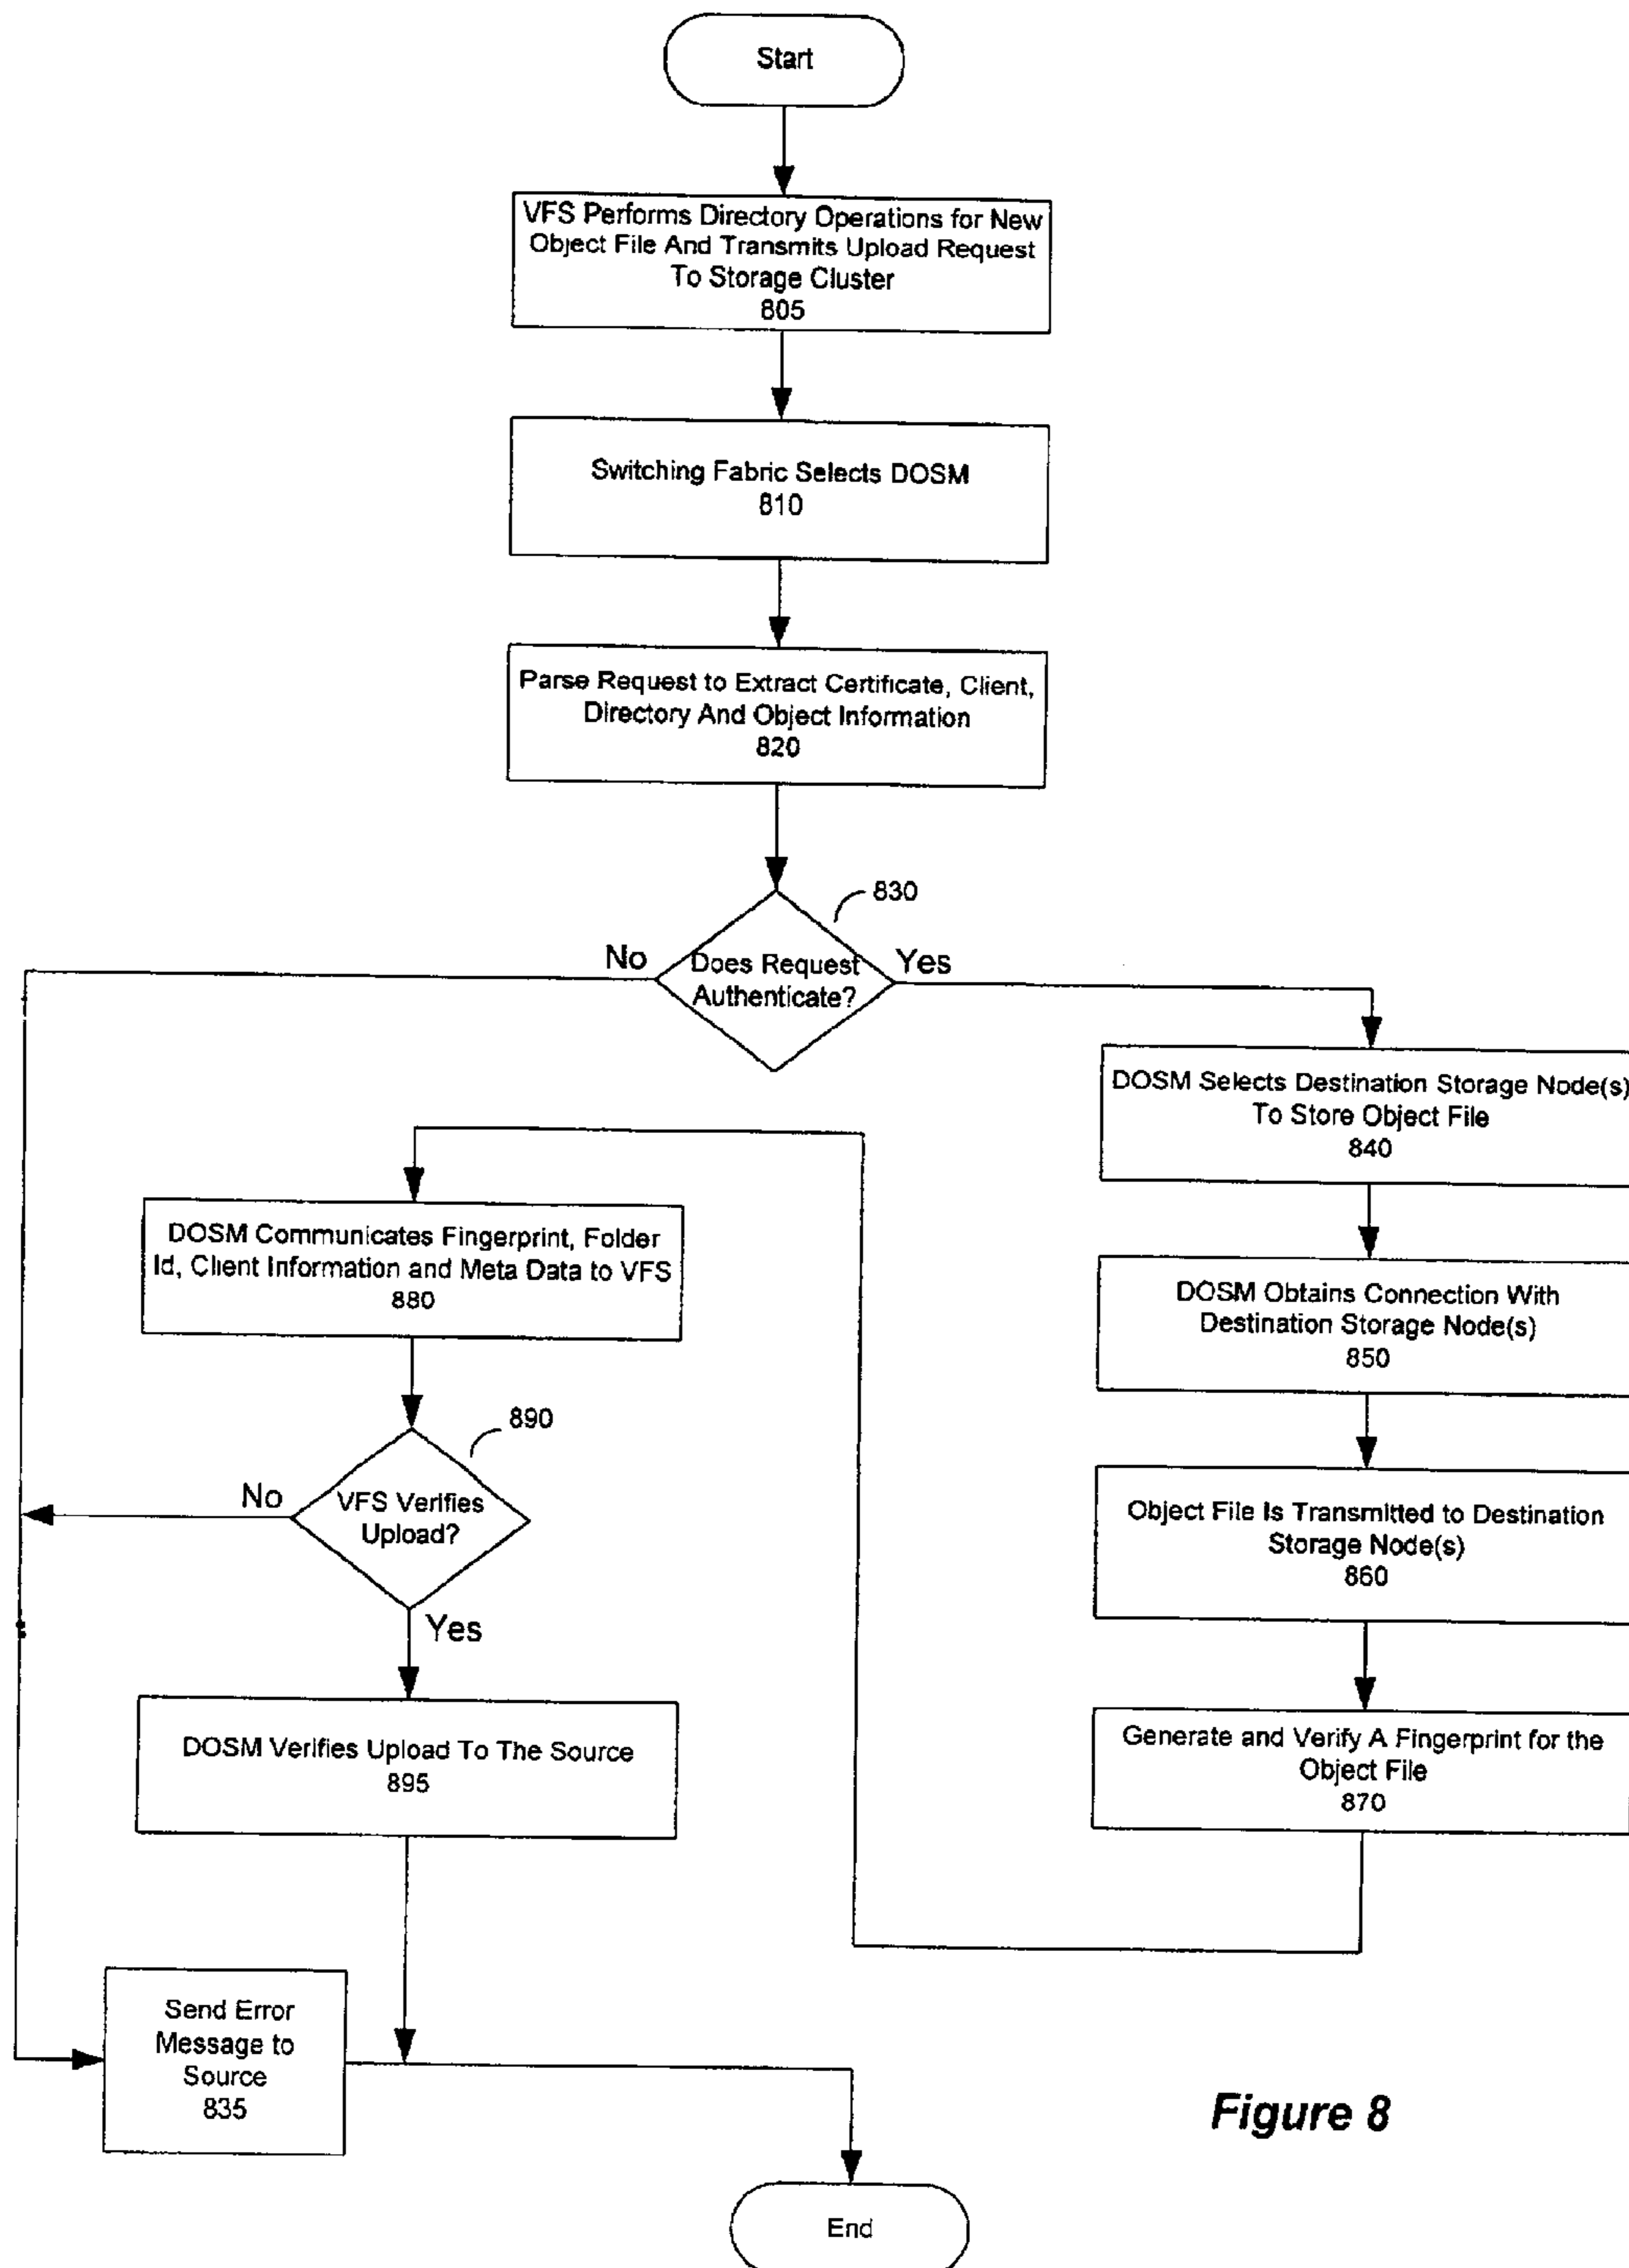 Start
VFS Performs Directory Operations for New
Object File And Transmits Upload Request
To Storage Cluster
805
Switching Fabric Selects DOSM
810
Parse Request to Extract Certificate, Client,
Directory And Object Information
820
830
No
Does Request
Authenticate?
Yes
DOSM Selects Destination Storage Node(s)
To Store Object File
840
DOSM Obtains Connection With
Destination Storage Node(s)
850
Object File Is Transmitted to Destination
Storage Node(s)
860
Generate and Verify A Fingerprint for the
Object File
870
DOSM Communicates Fingerprint, Folder
Id, Client Information and Meta Data to VFS
880
890
No
VFS Verifies
Upload?
Yes
DOSM Verifies Upload To The Source
895
Send Error
Message to
Source
835
End
Figure 8